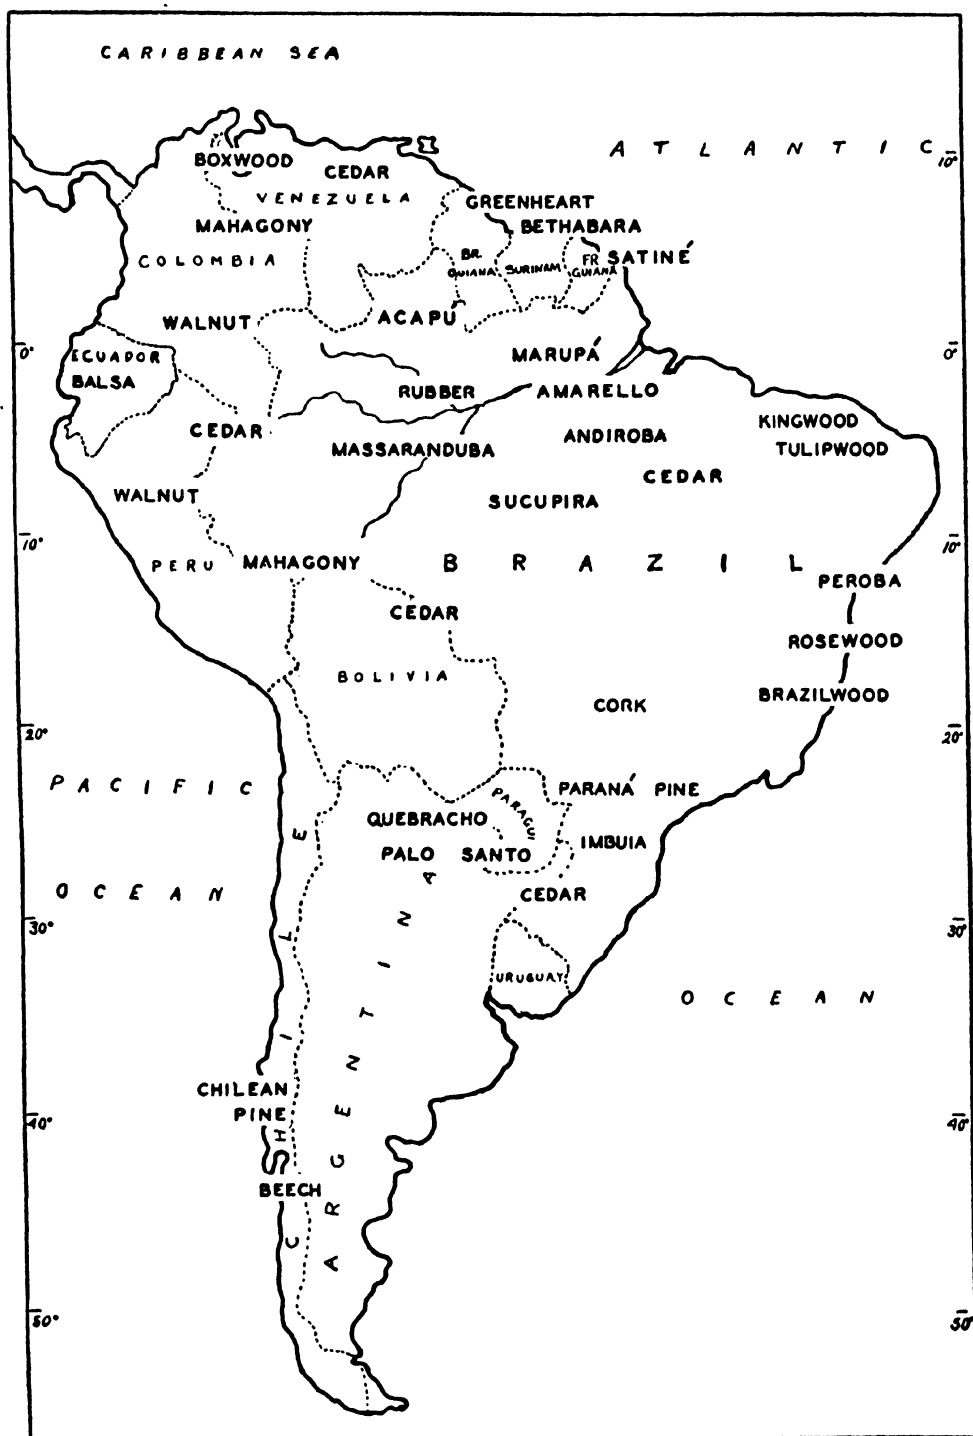 CARIBBEAN SEA
ATLANTIC
10°
BOXWOOD
CEDAR
VENEZUELA
GREENHEART
MAHAGONY
BETHABARA
COLOMBIA
BR.
GUIANA
SURINAM
FR
GUIANA
SATINÉ
WALNUT
ACAPÚ
0°
0°
ECUADOR
BALSA
MARUPÁ
RUBBER
AMARELLO
KINGWOOD
CEDAR
ANDIROBA
TULIPWOOD
MASSARANDUBA
CEDAR
WALNUT
SUCUPIRA
10°
10°
PERU
MAHAGONY
BRAZIL
PEROBA
CEDAR
ROSEWOOD
BOLIVIA
BRAZILWOOD
CORK
20°
20°
PACIFIC
PARANÁ PINE
QUEBRACHO
PARAGUI
IMBUIA
PALO SANTO
OCEAN
CEDAR
30°
30°
URUGUAY
OCEAN
CHILEAN
PINE
40°
40°
BEECH
CHILE
ARGENTINA
50°
50°